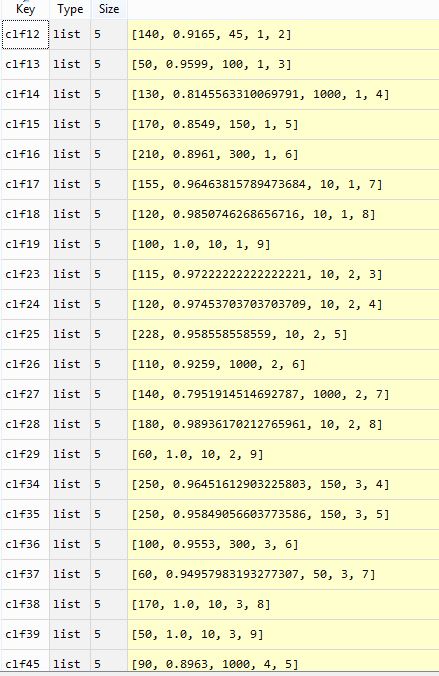 Key Type Size
clf12 list 5 [140, 0.9165, 45, 1, 2]
clf13 list 5 [50, 0.9599, 100, 1, 3]
clf14 list 5 [130, 0.8145563310069791, 1000, 1, 4]
clf15 list 5 [170, 0.8549, 150, 1, 5]
clf16 list 5 [210, 0.8961, 300, 1, 6]
clf17 list 5 [155, 0.96463815789473684, 10, 1, 7]
clf18 list 5 [120, 0.9850746268656716, 10, 1, 8]
clf19 list 5 [100, 1.0, 10, 1, 9]
clf23 list 5 [115, 0.97222222222222221, 10, 2, 3]
clf24 list 5 [120, 0.97453703703703709, 10, 2, 4]
clf25 list 5 [228, 0.958558558559, 10, 2, 5]
clf26 list 5 [110, 0.9259, 1000, 2, 6]
clf27 list 5 [140, 0.7951914514692787, 1000, 2, 7]
clf28 list 5 [180, 0.98936170212765961, 10, 2, 8]
clf29 list 5 [60, 1.0, 10, 2, 9]
clf34 list 5 [250, 0.96451612903225803, 150, 3, 4]
clf35 list 5 [250, 0.95849056603773586, 150, 3, 5]
clf36 list 5 [100, 0.9553, 300, 3, 6]
clf37 list 5 [60, 0.94957983193277307, 50, 3, 7]
clf38 list 5 [170, 1.0, 10, 3, 8]
clf39 list 5 [50, 1.0, 10, 3, 9]
clf45 list 5 [90, 0.8963, 1000, 4, 5]